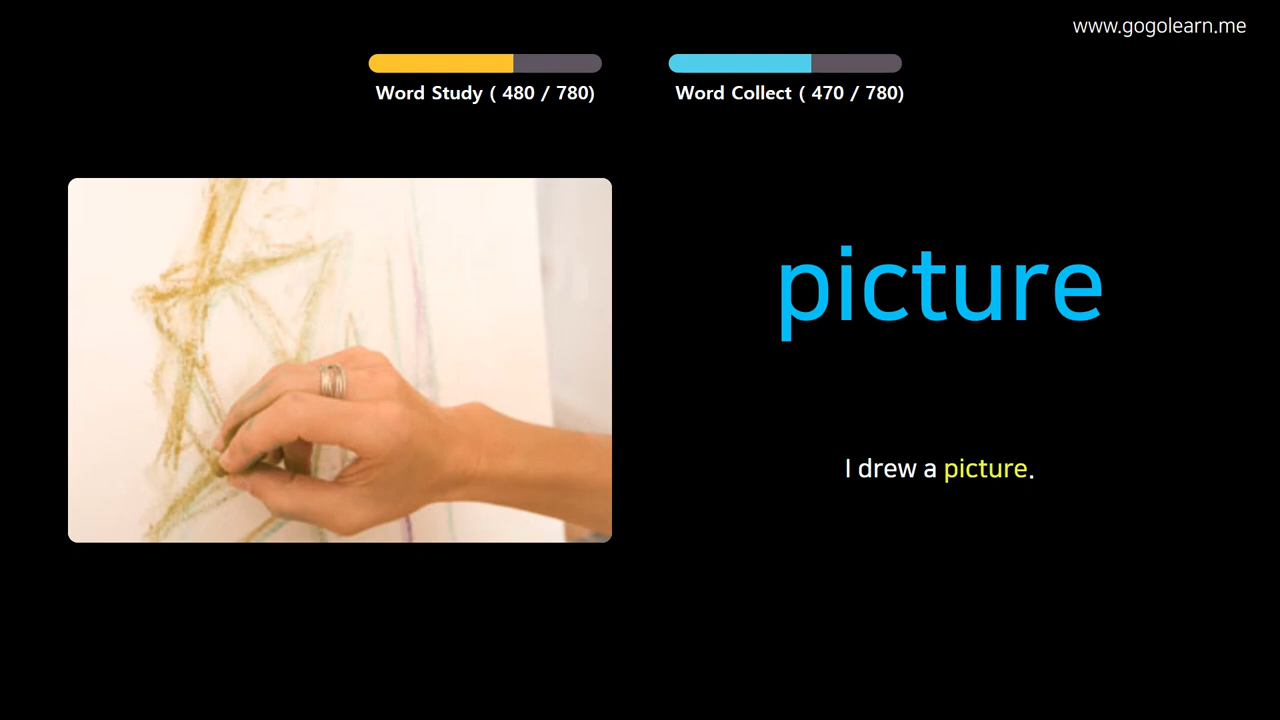 www.gogolearn.me
Word Study ( 480 / 780)
Word Collect ( 470 / 780)
picture
I drew a picture.